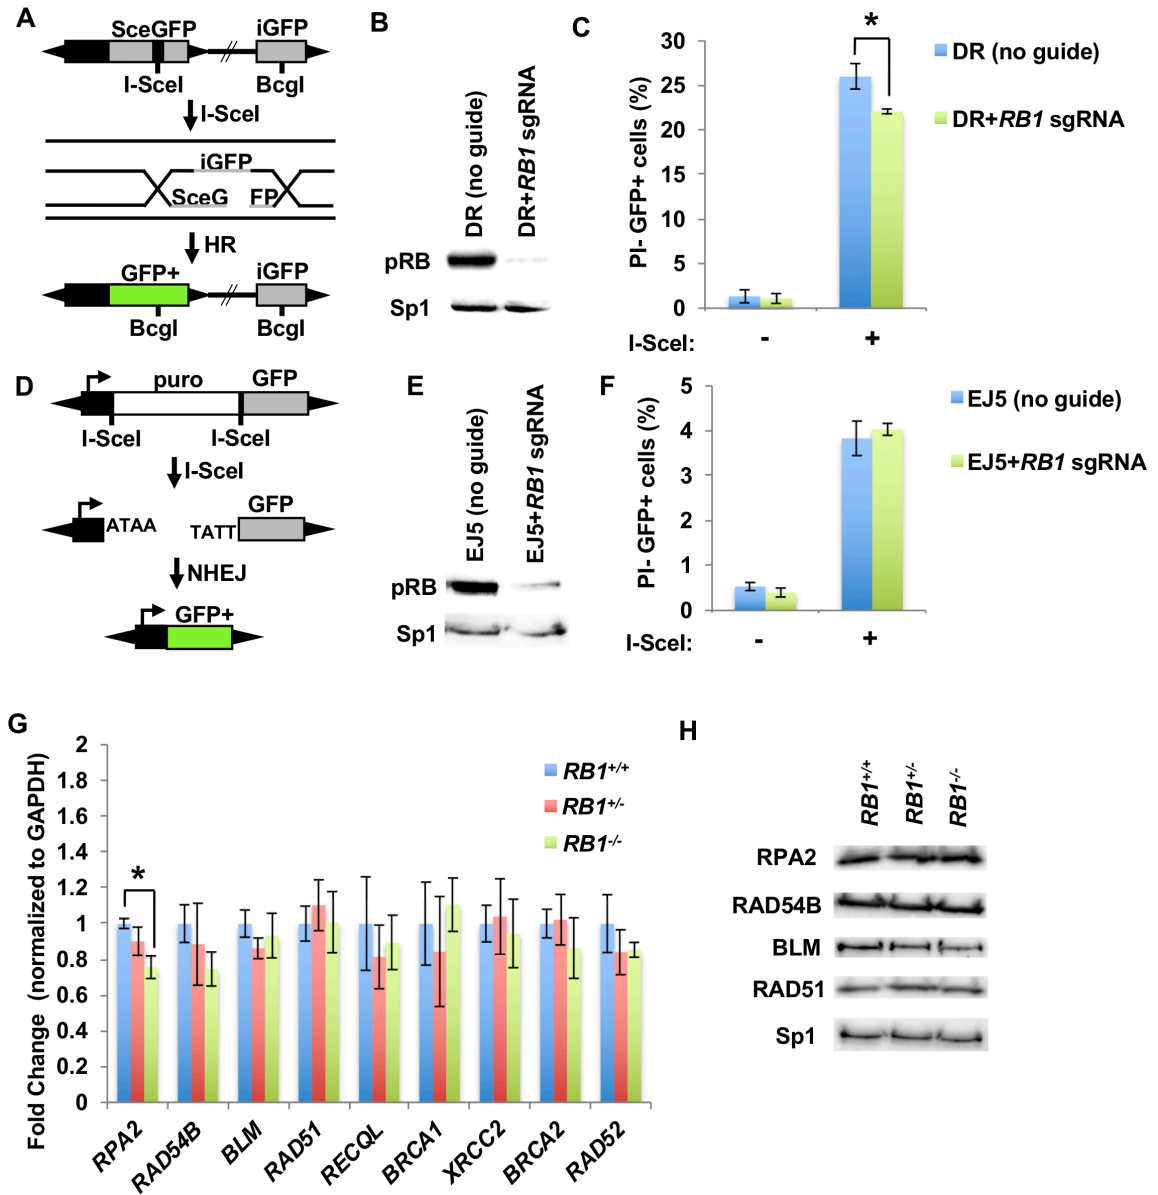 A
SceGFP
iGFP
I-SceI
BcgI
I-SceI
iGFP
SceG
FP
HR
GFP+
iGFP
BcgI
BcgI
B
DR (no guide)
DR+RB1 sgRNA
pRB
Sp1
C
PI- GFP+ cells (%)
30
25
20
15
10
5
0
*
I-SceI:
-
+
DR (no guide)
DR+RB1 sgRNA
D
puro
GFP
I-SceI
I-SceI
I-SceI
GFP
ATAA
TATT
NHEJ
GFP+
E
EJ5 (no guide)
EJ5+RB1 sgRNA
pRB
Sp1
F
PI- GFP+ cells (%)
5
4
3
2
1
0
I-SceI:
-
+
EJ5 (no guide)
EJ5+RB1 sgRNA
G
Fold Change (normalized to GAPDH)
2
1.8
1.6
1.4
1.2
1
0.8
0.6
0.4
0.2
0
*
RB1+/+
RB1+/-
RB1-/-
RPA2
RAD54B
BLM
RAD51
RECQL
BRCA1
XRCC2
BRCA2
RAD52
H
RB1+/+
RB1+/-
RB1-/-
RPA2
RAD54B
BLM
RAD51
Sp1